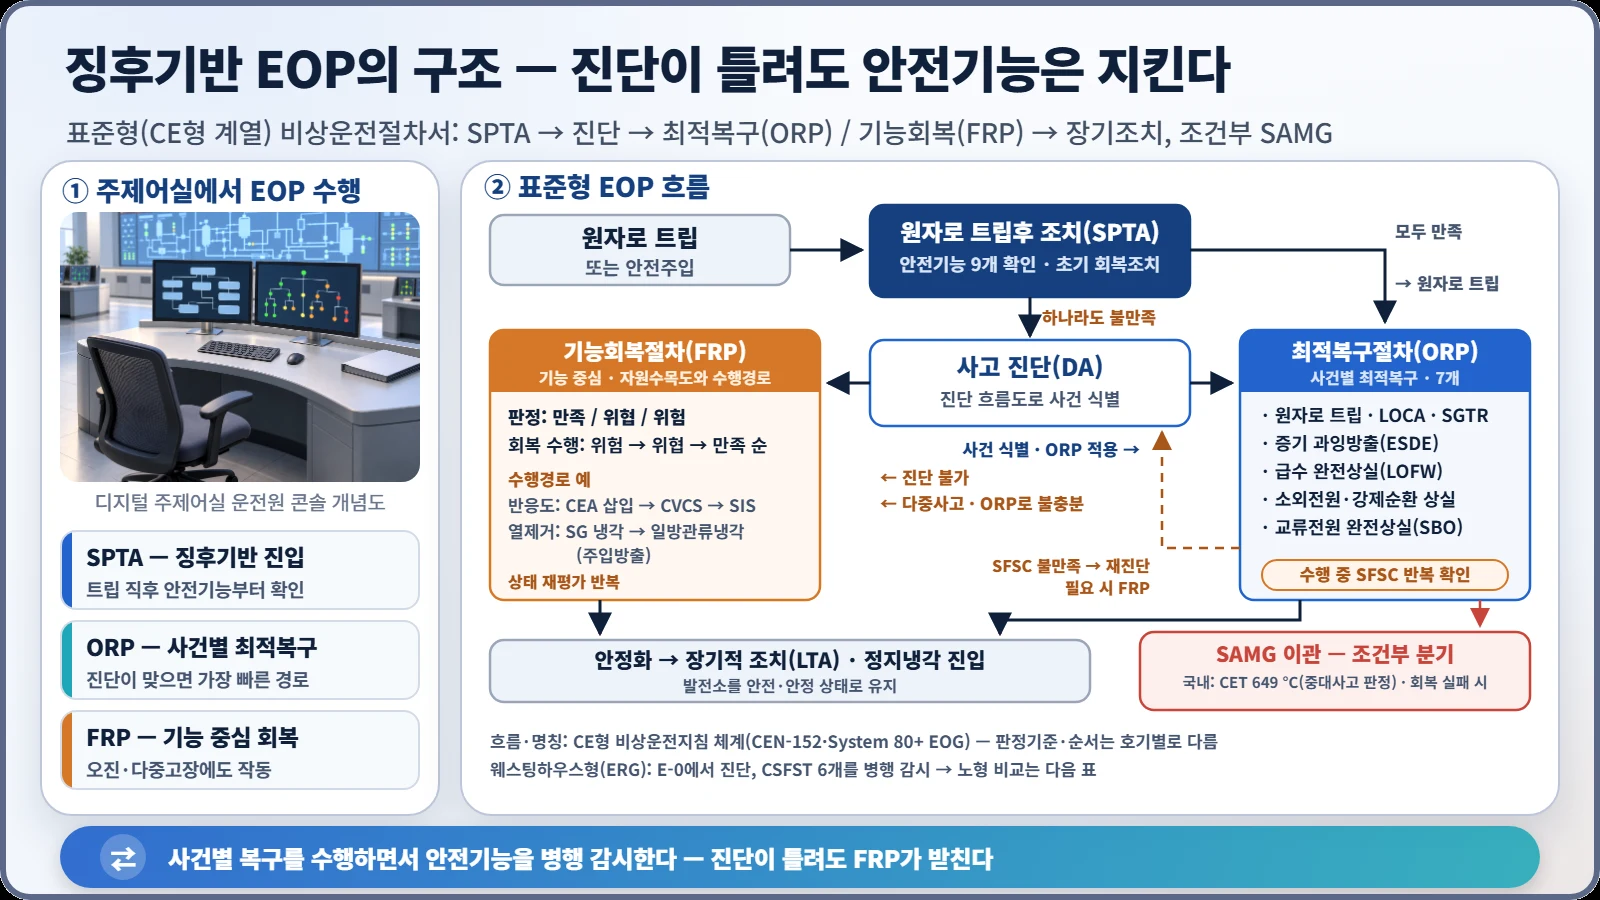 징후기반 EOP의 구조 — 진단이 틀려도 안전기능은 지킨다
표준형(CE형 계열) 비상운전절차서: SPTA → 진단 → 최적복구(ORP) / 기능회복(FRP) → 장기조치, 조건부 SAMG
① 주제어실에서 EOP 수행
디지털 주제어실 운전원 콘솔 개념도
SPTA — 징후기반 진입
트립 직후 안전기능부터 확인
ORP — 사건별 최적복구
진단이 맞으면 가장 빠른 경로
FRP — 기능 중심 회복
오진·다중고장에도 작동
② 표준형 EOP 흐름
원자로 트립
또는 안전주입
원자로 트립후 조치(SPTA)
안전기능 9개 확인 · 초기 회복조치
모두 만족
→ 원자로 트립
하나라도 불만족
기능회복절차(FRP)
기능 중심 · 자원수목도와 수행경로
판정: 만족 / 위협 / 위험
회복 수행: 위험 → 위협 → 만족 순
수행경로 예
반응도: CEA 삽입 → CVCS → SIS
열제거: SG 냉각 → 일방관류냉각
(주입방출)
상태 재평가 반복
사고 진단(DA)
진단 흐름도로 사건 식별
사건 식별 · ORP 적용 →
← 진단 불가
← 다중사고 · ORP로 불충분
SFSC 불만족 → 재진단
필요 시 FRP
최적복구절차(ORP)
사건별 최적복구 · 7개
· 원자로 트립 · LOCA · SGTR
· 증기 과잉방출(ESDE)
· 급수 완전상실(LOFW)
· 소외전원·강제순환 상실
· 교류전원 완전상실(SBO)
수행 중 SFSC 반복 확인
안정화 → 장기적 조치(LTA) · 정지냉각 진입
발전소를 안전·안정 상태로 유지
SAMG 이관 — 조건부 분기
국내: CET 649 °C(중대사고 판정) · 회복 실패 시
흐름·명칭: CE형 비상운전지침 체계(CEN-152·System 80+ EOG) — 판정기준·순서는 호기별로 다름
웨스팅하우스형(ERG): E-0에서 진단, CSFST 6개를 병행 감시 → 노형 비교는 다음 표
사건별 복구를 수행하면서 안전기능을 병행 감시한다 — 진단이 틀려도 FRP가 받친다